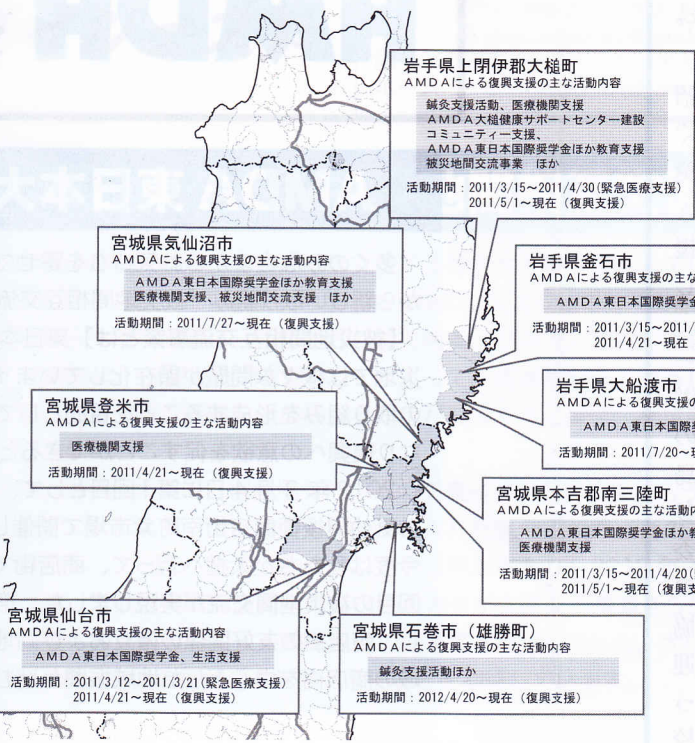 岩手県上閉伊郡大槌町
AMDAによる復興支援の主な活動内容
鍼灸支援活動、医療機関支援
AMDA大槌健康サポートセンター建設
コミュニティー支援、
AMDA東日本国際奨学金ほか教育支援
被災地間交流事業 ほか
活動期間：2011/3/15～2011/4/30(緊急医療支援)
2011/5/1～現在（復興支援）
宮城県気仙沼市
AMDAによる復興支援の主な活動内容
AMDA東日本国際奨学金ほか教育支援
医療機関支援、被災地間交流支援 ほか
活動期間：2011/7/27～現在（復興支援）
岩手県釜石市
AMDAによる復興支援の主な
AMDA東日本国際奨学金
活動期間：2011/3/15～2011/
2011/4/21～現在
岩手県大船渡市
AMDAによる復興支援の
AMDA東日本国際奨
活動期間：2011/7/20～現
宮城県登米市
AMDAによる復興支援の主な活動内容
医療機関支援
活動期間：2011/4/21～現在（復興支援）
宮城県本吉郡南三陸町
AMDAによる復興支援の主な活動内
AMDA東日本国際奨学金ほか教
医療機関支援
活動期間：2011/3/15～2011/4/20(
2011/5/1～現在（復興支
宮城県仙台市
AMDAによる復興支援の主な活動内容
AMDA東日本国際奨学金、生活支援
活動期間：2011/3/12～2011/3/21(緊急医療支援)
2011/4/21～現在（復興支援）
宮城県石巻市（雄勝町）
AMDAによる復興支援の主な活動内容
鍼灸支援活動ほか
活動期間：2012/4/20～現在（復興支援）